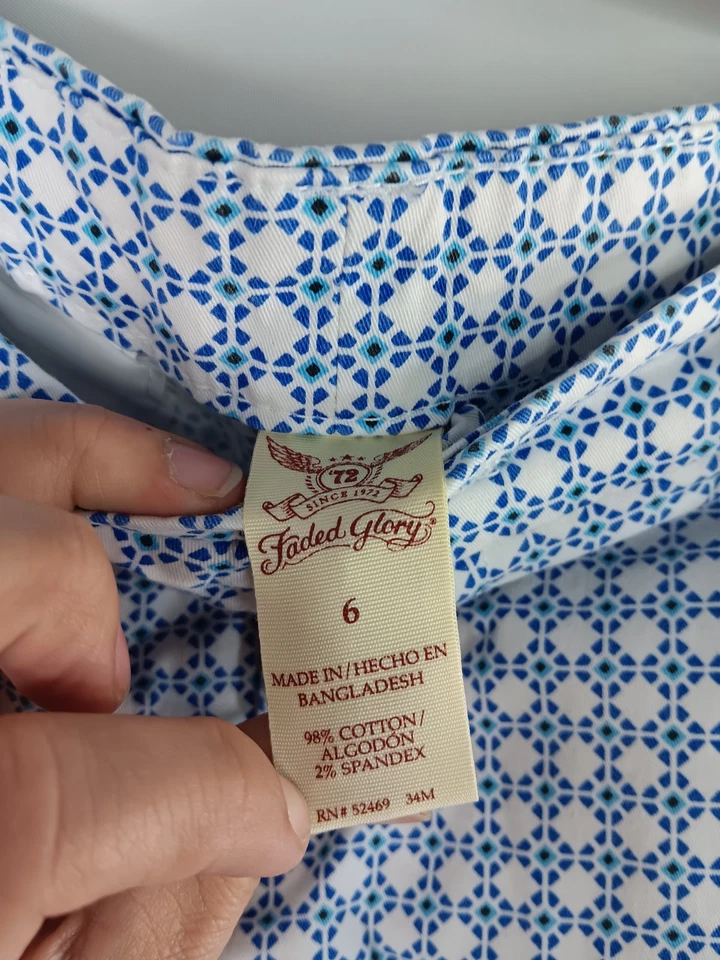 '72
SINCE 1972
Faded Glory®
6
MADE IN/HECHO EN
BANGLADESH
98% COTTON/
ALGODÓN
2% SPANDEX
RN# 52469 34M